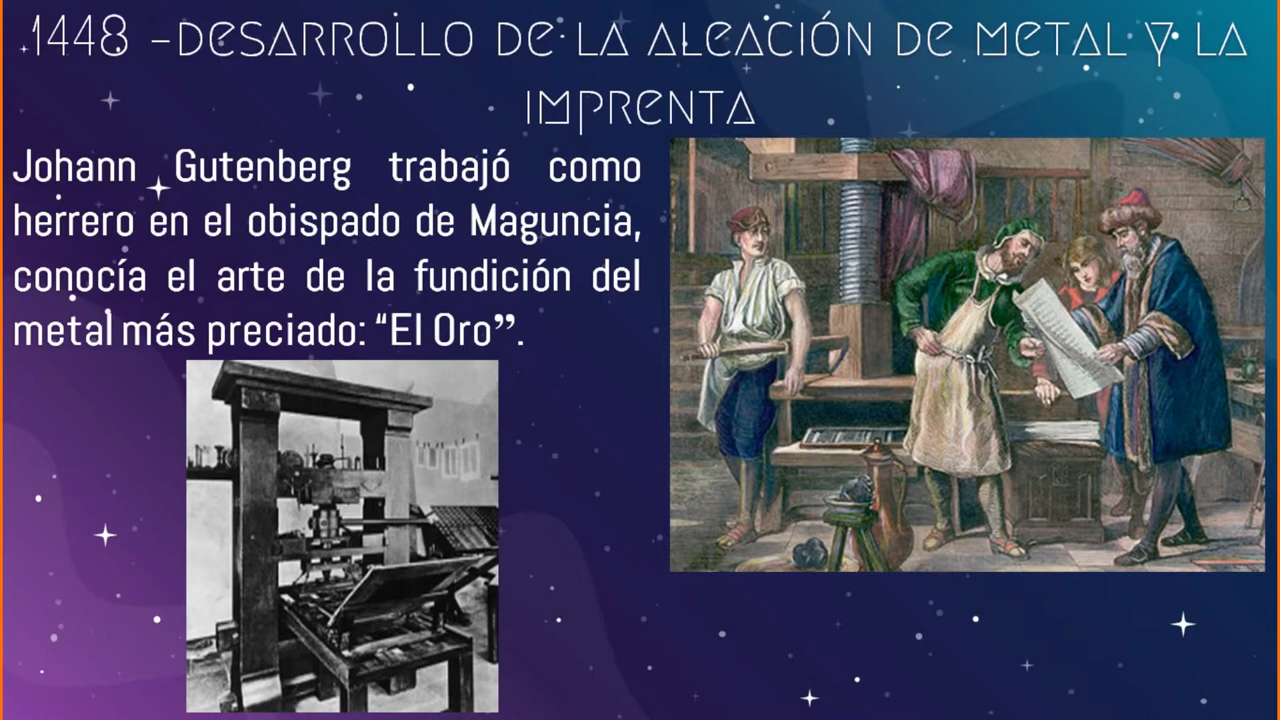 1448 -DESARROLLO DE LA ALEACIÓN DE METAL Y LA
IMPRENTA
Johann Gutenberg trabajó como
herrero en el obispado de Maguncia,
conocía el arte de la fundición del
metal más preciado: “El Oro”.